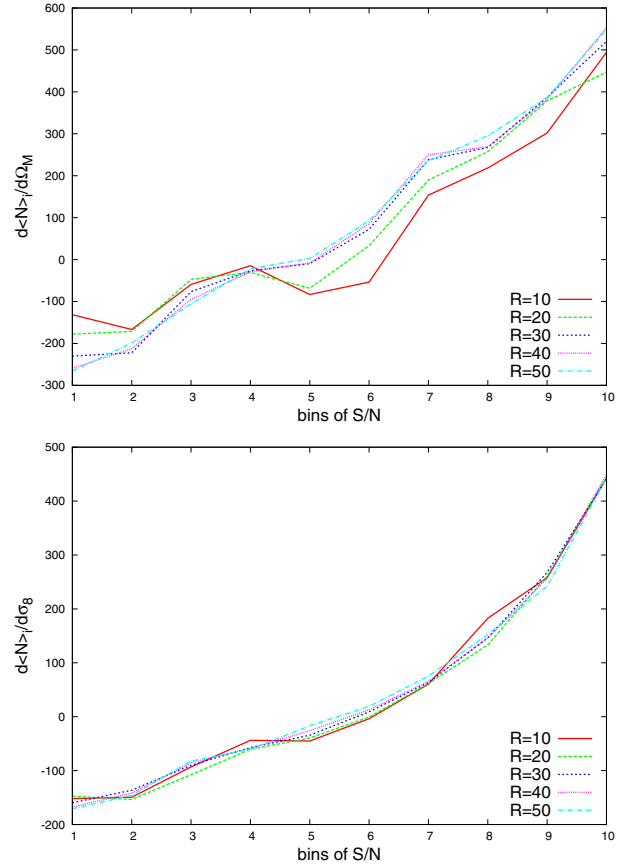 600
500
400
300
200
100
0
-100
-200
-300
d<N>i/dΩM
R=10
R=20
R=30
R=40
R=50
1 2 3 4 5 6 7 8 9 10
bins of S/N
500
400
300
200
100
0
-100
-200
d<N>i/dσ8
R=10
R=20
R=30
R=40
R=50
1 2 3 4 5 6 7 8 9 10
bins of S/N